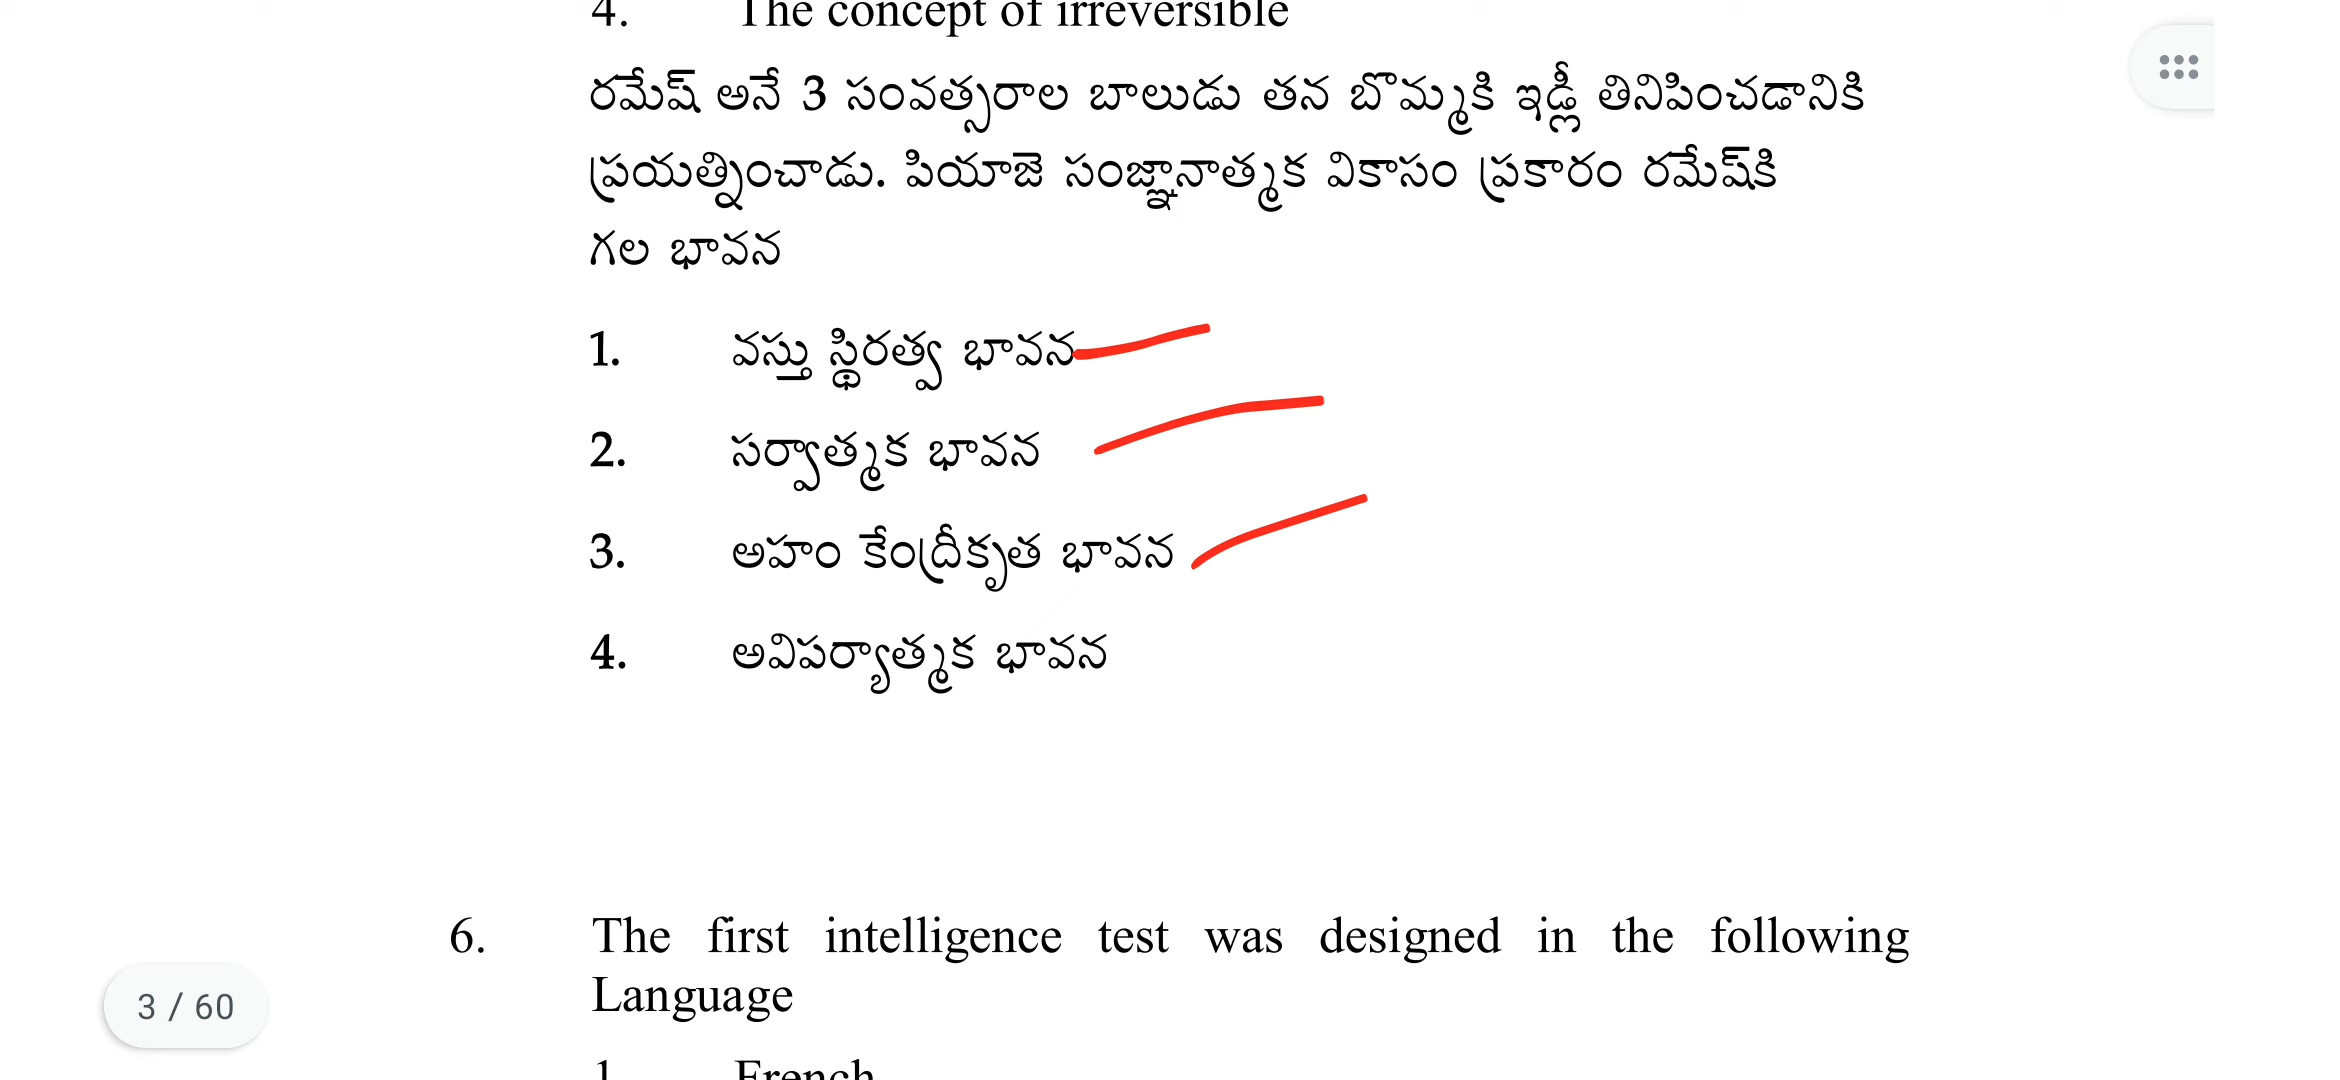 4. The concept of irreversible
రమేష్ అనే 3 సంవత్సరాల బాలుడు తన బొమ్మకి ఇడ్లీ తినిపించడానికి
ప్రయత్నించాడు. పియాజె సంజ్ఞానాత్మక వికాసం ప్రకారం రమేష్‌కి
గల భావన
1. వస్తు స్థిరత్వ భావన
2. సర్వాత్మక భావన
3. అహం కేంద్రీకృత భావన
4. అవిపర్యాత్మక భావన
6. The first intelligence test was designed in the following
Language
1. French
3 / 60